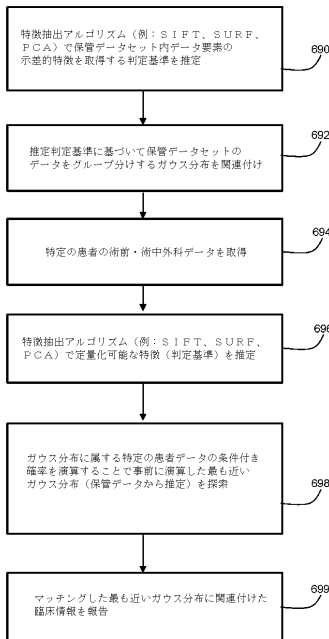 特徴抽出アルゴリズム（例：ＳＩＦＴ、ＳＵＲＦ、
ＰＣＡ）で保管データセット内データ要素の
示差的特徴を取得する判定基準を推定
690
推定判定基準に基づいて保管データセットの
データをグループ分けするガウス分布を関連付け
692
特定の患者の術前・術中外科データを取得
694
特徴抽出アルゴリズム（例：ＳＩＦＴ、ＳＵＲＦ、
ＰＣＡ）で定量化可能な特徴（判定基準）を推定
696
ガウス分布に属する特定の患者データの条件付き
確率を演算することで事前に演算した最も近い
ガウス分布（保管データから推定）を探索
698
マッチングした最も近いガウス分布に関連付けた
臨床情報を報告
699